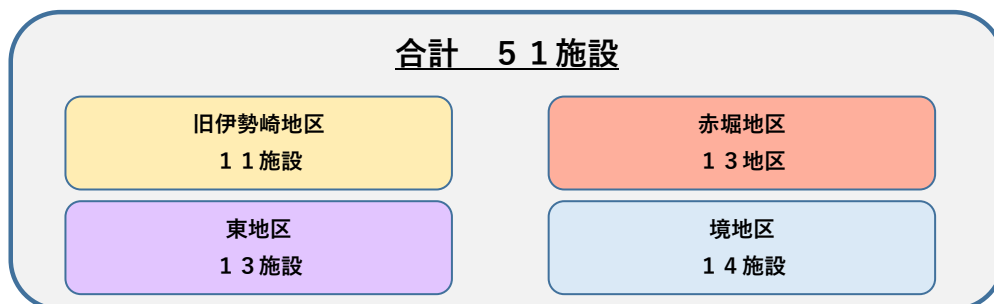 合計　５１施設
旧伊勢崎地区
１１施設
赤堀地区
１３地区
東地区
１３施設
境地区
１４施設